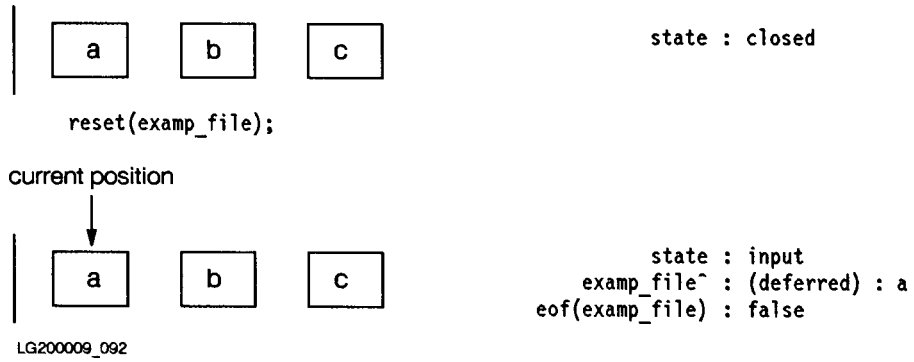 a b c state : closed
reset(examp_file);
current position
a b c state : input
examp_file^ : (deferred) : a
eof(examp_file) : false
LG200009_092